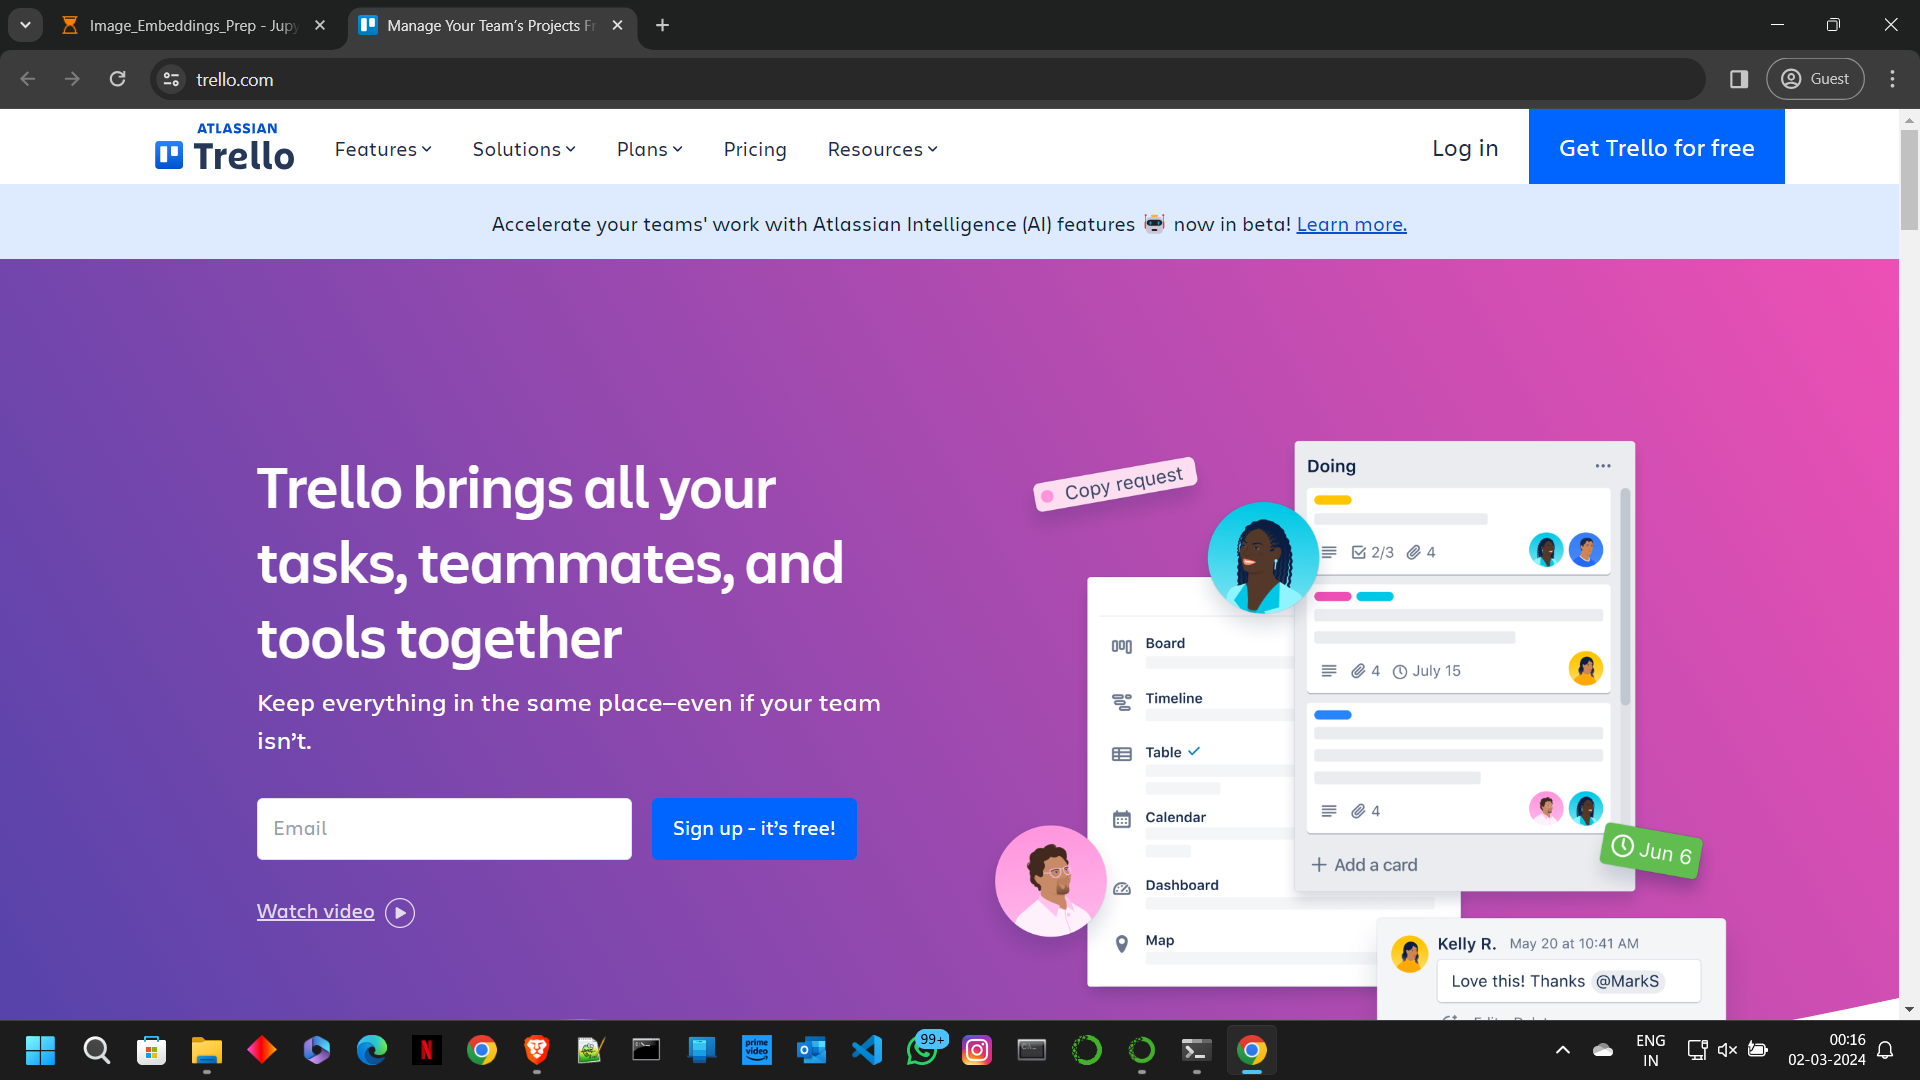 Image_Embeddings_Prep - Jupy
Manage Your Team's Projects Fr
trello.com
Guest
ATLASSIAN
Trello
Features
Solutions
Plans
Pricing
Resources
Log in
Get Trello for free
Accelerate your teams' work with Atlassian Intelligence (AI) features 🤖 now in beta! Learn more.
Trello brings all your
tasks, teammates, and
tools together
Keep everything in the same place—even if your team
isn’t.
Email
Sign up - it’s free!
Watch video
Copy request
Doing
2/3
4
4
July 15
4
Add a card
Jun 6
Board
Timeline
Table
Calendar
Dashboard
Map
Kelly R. May 20 at 10:41 AM
Love this! Thanks @MarkS
prime
video
99+
ENG
IN
00:16
02-03-2024